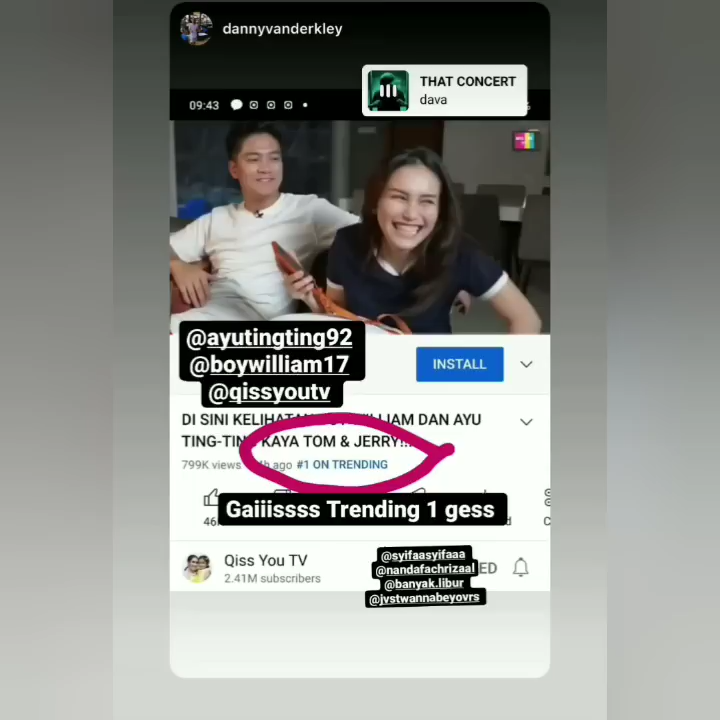 dannyvanderkley
THAT CONCERT
dava
09:43
@ayutingting92
@boywilliam17
@qissyoutv
INSTALL
DI SINI KELIHATAN WILLIAM DAN AYU
TING-TING KAYA TOM & JERRY!!
799K views ago #1 ON TRENDING
Gaiiissss Trending 1 gess
Qiss You TV
2.41M subscribers
@syifaasyifaaa
@nandafachrizaal
@banyak.libur
@jvstwannabeyovrs